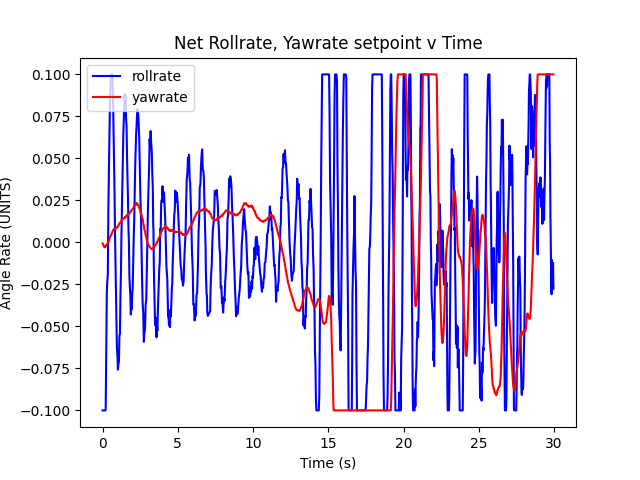 Net Rollrate, Yawrate setpoint v Time
rollrate
yawrate
0.100
0.075
0.050
0.025
0.000
−0.025
−0.050
−0.075
−0.100
Angle Rate (UNITS)
0 5 10 15 20 25 30
Time (s)